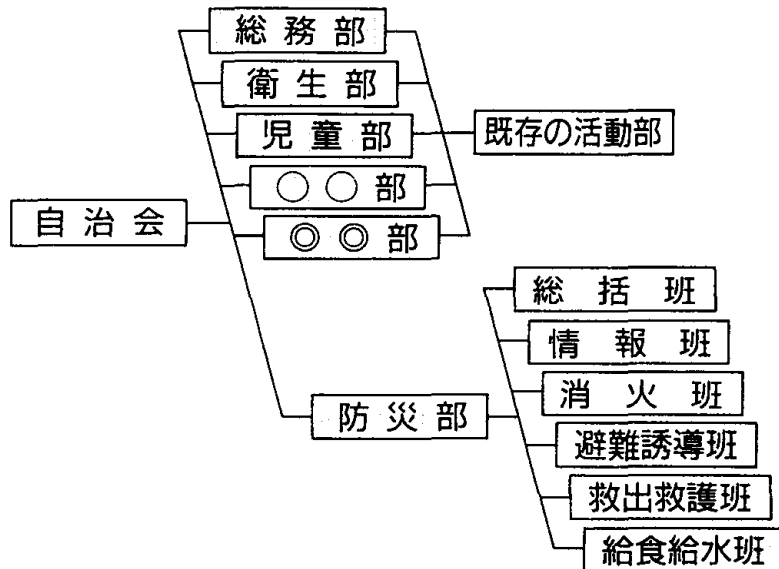 総務部
衛生部
児童部
既存の活動部
○○部
自治会
◎◎部
総括班
情報班
消火班
防災部
避難誘導班
救出救護班
給食給水班